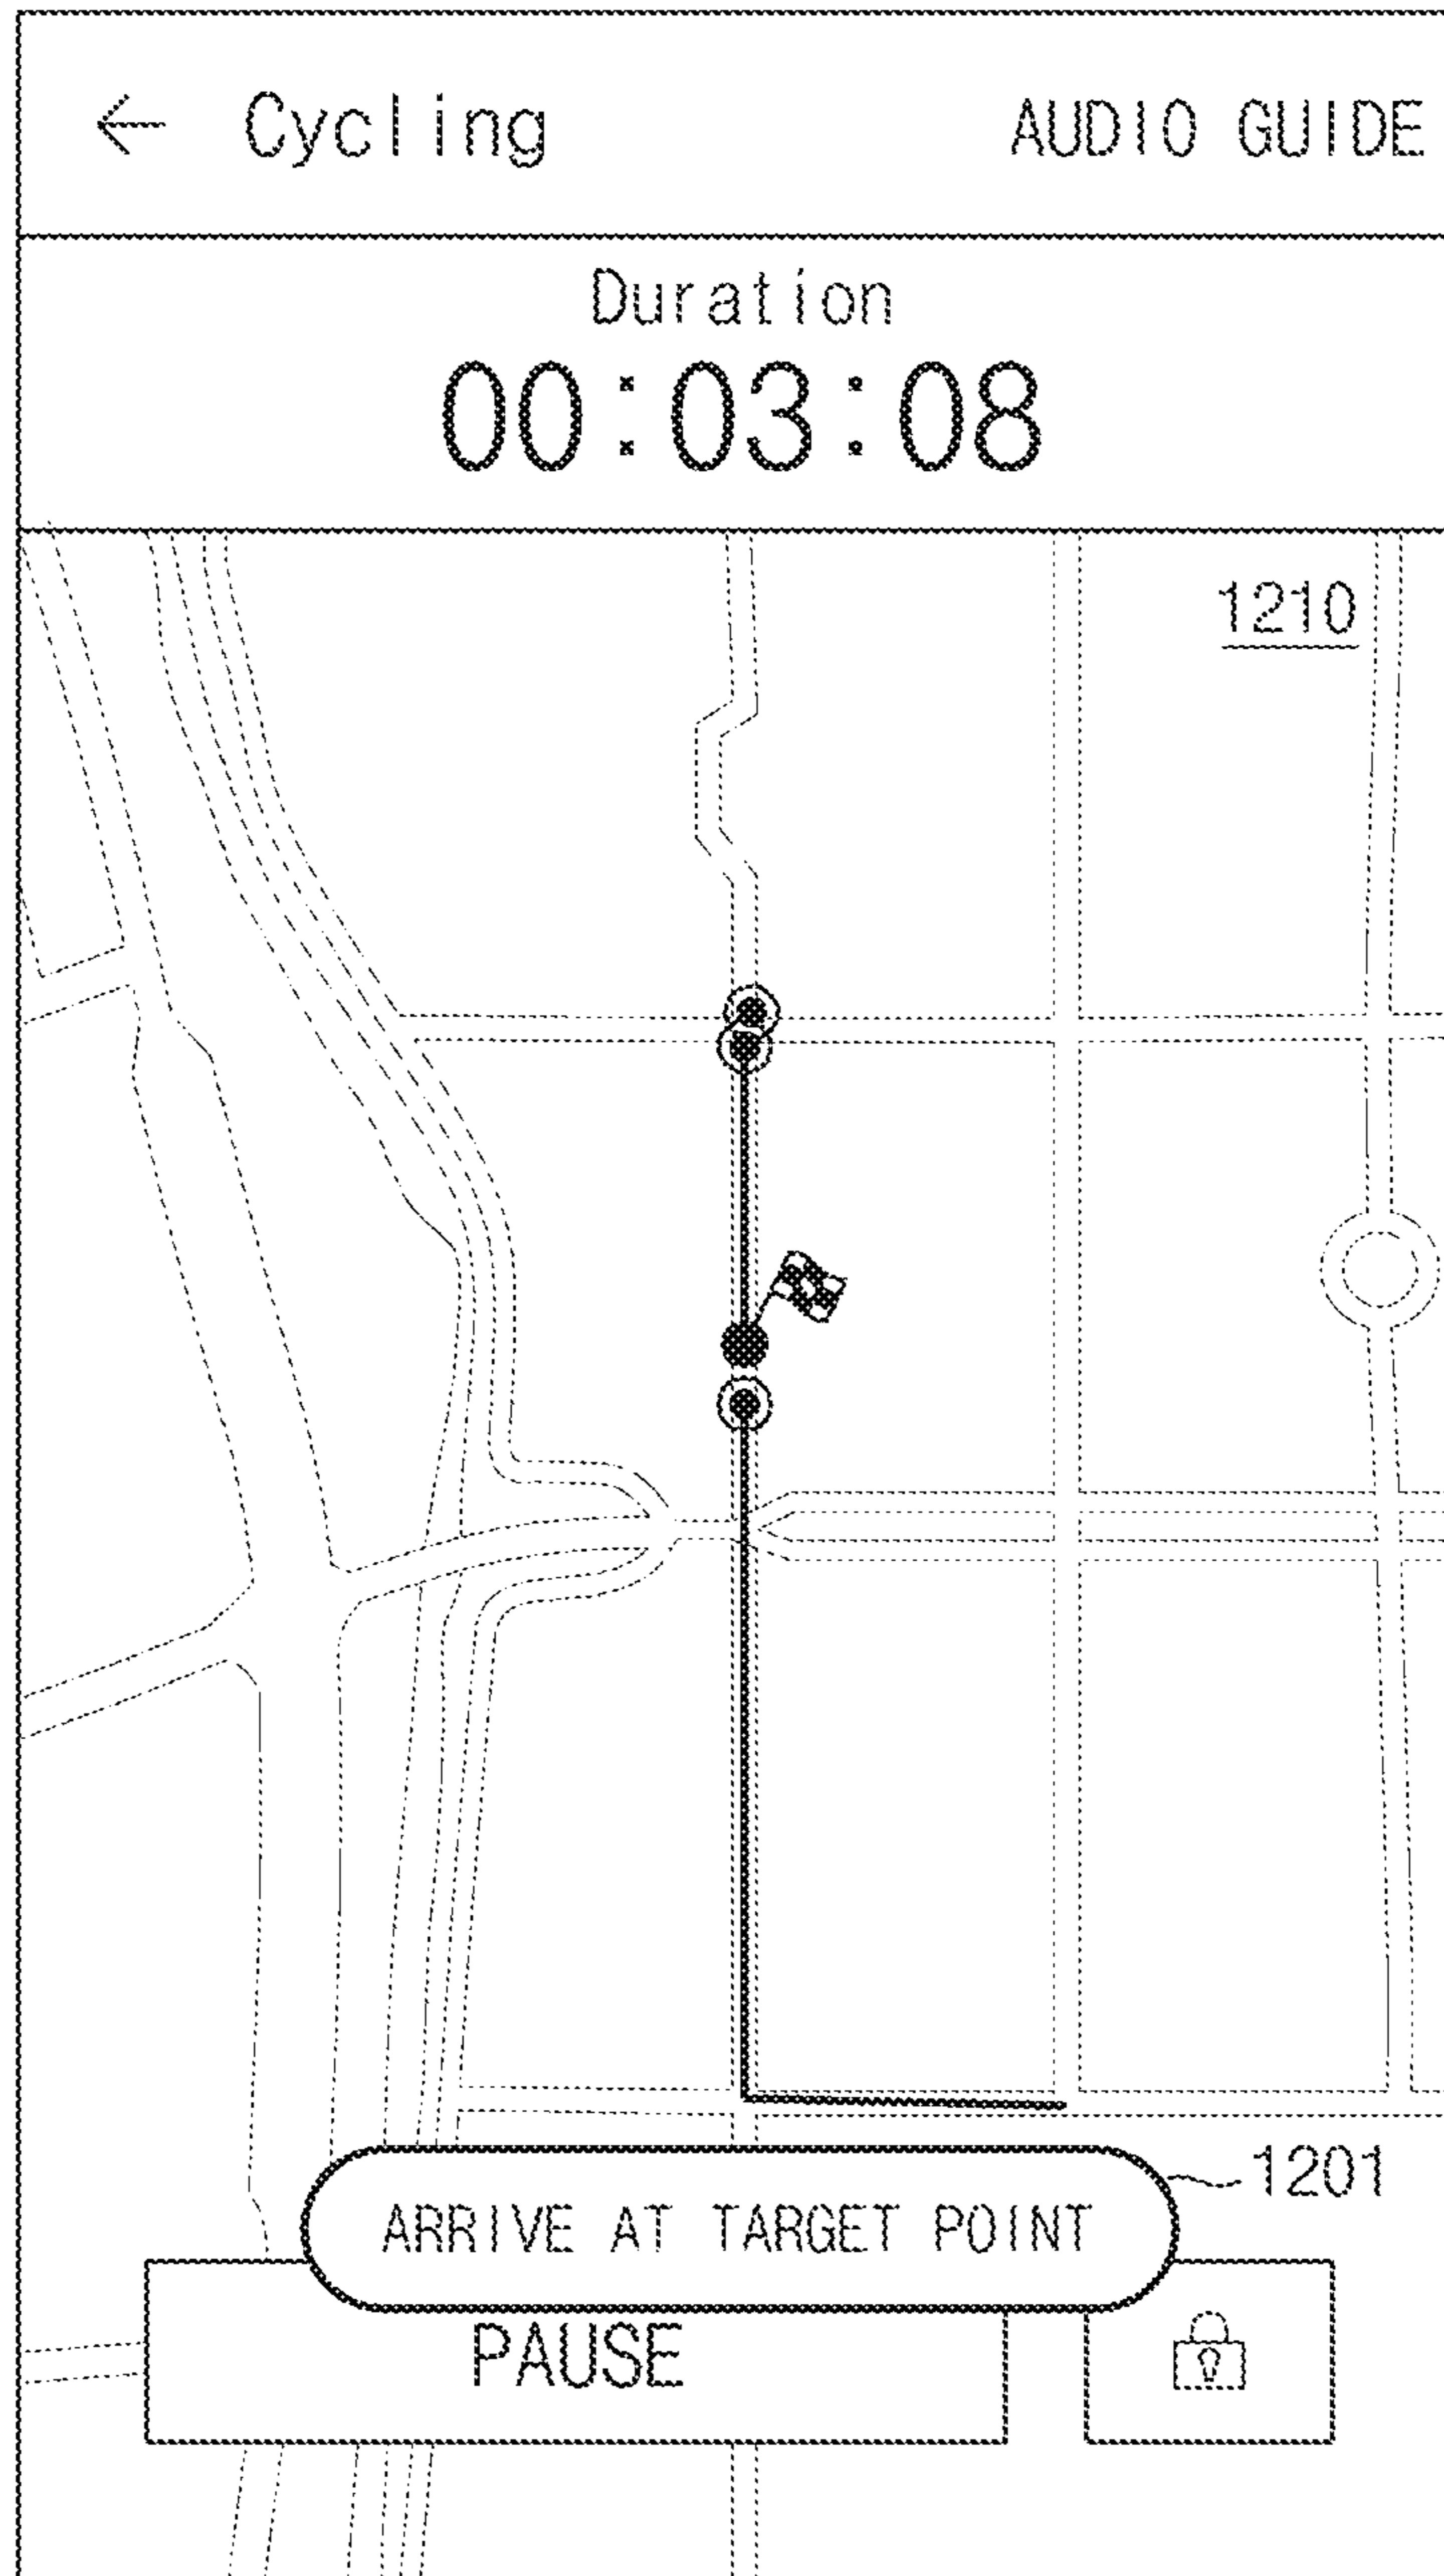 ← Cycling AUDIO GUIDE
Duration
00:03:08
1210
1201
ARRIVE AT TARGET POINT
PAUSE